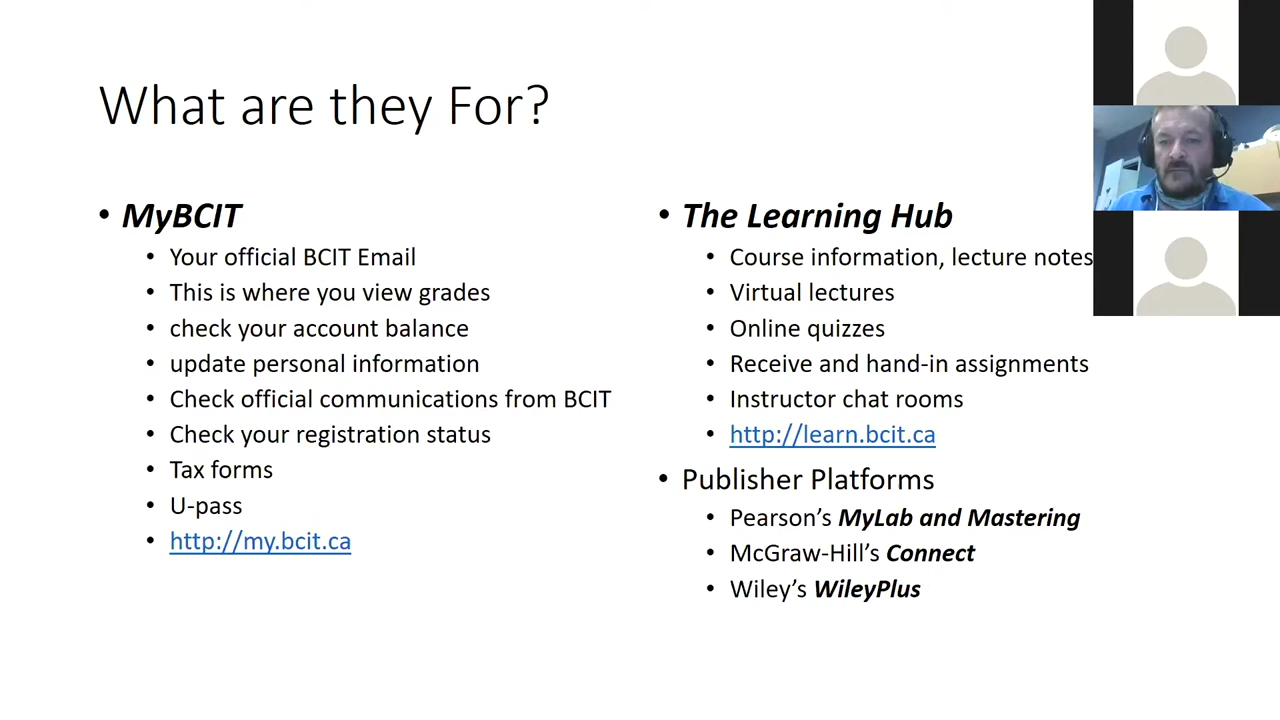 What are they For?
• MyBCIT
• Your official BCIT Email
• This is where you view grades
• check your account balance
• update personal information
• Check official communications from BCIT
• Check your registration status
• Tax forms
• U-pass
• http://my.bcit.ca
• The Learning Hub
• Course information, lecture notes
• Virtual lectures
• Online quizzes
• Receive and hand-in assignments
• Instructor chat rooms
• http://learn.bcit.ca
• Publisher Platforms
• Pearson’s MyLab and Mastering
• McGraw-Hill’s Connect
• Wiley’s WileyPlus